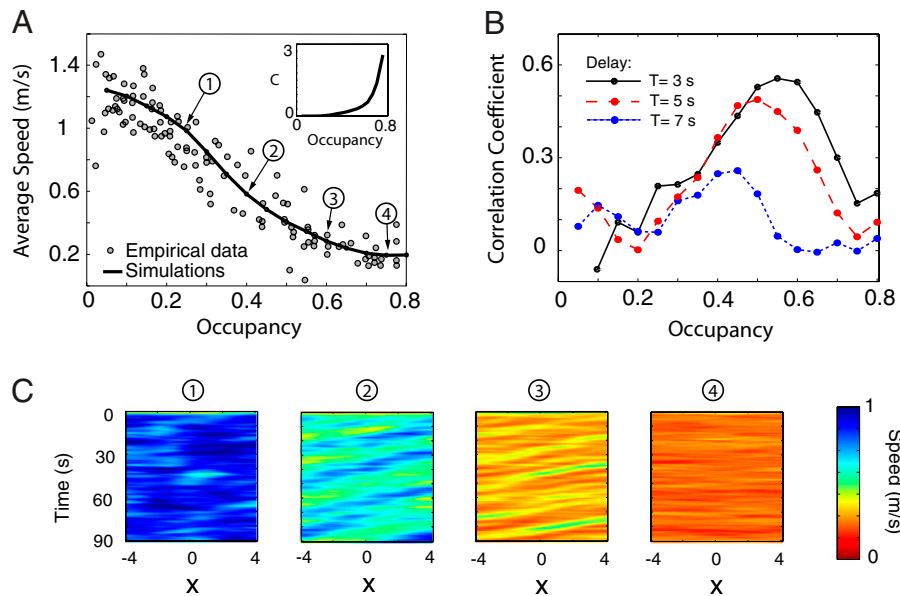 A
Average Speed (m/s)
1.4
1
0.6
0.2
0 0.2 0.4 0.6 0.8
Occupancy
1
2
3
4
Empirical data
Simulations
3
C
0
0 0.8
Occupancy
B
Correlation Coefficient
0.6
0.3
0
0 0.2 0.4 0.6 0.8
Occupancy
Delay:
T= 3 s
T= 5 s
T= 7 s
C
1 2 3 4
Time (s)
0
30
60
90
-4 0 4
-4 0 4
-4 0 4
-4 0 4
X X X X
1
0
Speed (m/s)